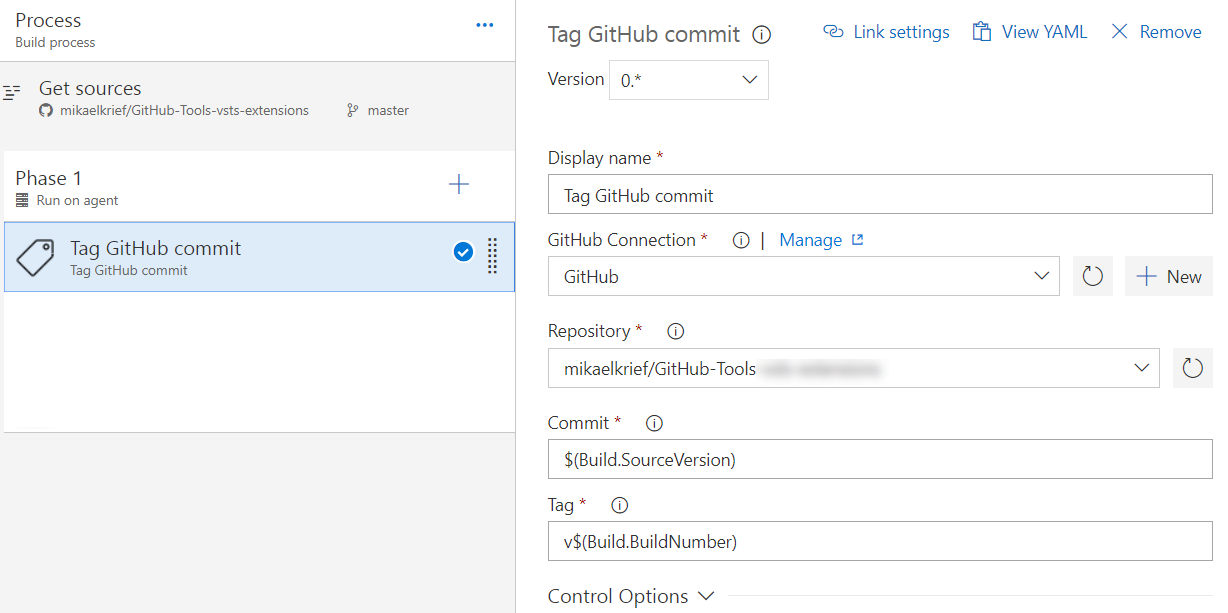 Process
Build process
Get sources
mikaelkrief/GitHub-Tools-vsts-extensions master
Phase 1
Run on agent
Tag GitHub commit
Tag GitHub commit
Tag GitHub commit Link settings View YAML Remove
Version 0.*
Display name *
Tag GitHub commit
GitHub Connection * | Manage
GitHub New
Repository *
mikaelkrief/GitHub-Tools
Commit *
$(Build.SourceVersion)
Tag *
v$(Build.BuildNumber)
Control Options